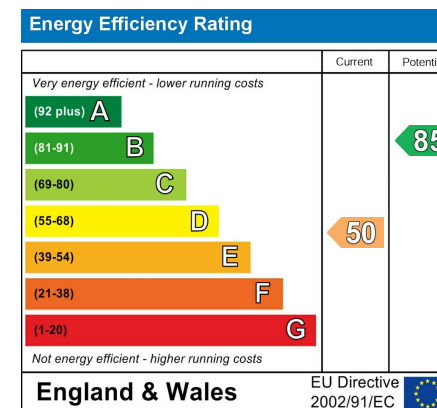 Energy Efficiency Rating
Current Potenti
Very energy efficient - lower running costs
(92 plus) A
(81-91) B
85
(69-80) C
(55-68) D
50
(39-54) E
(21-38) F
(1-20) G
Not energy efficient - higher running costs
England & Wales
EU Directive
2002/91/EC